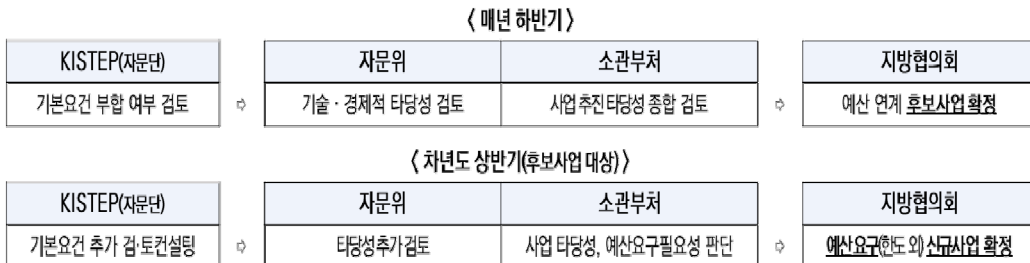 〈 매년 하반기 〉
KISTEP(자문단) 자문위 소관부처 지방협의회
기본요건 부합 여부 검토 ⇨ 기술·경제적 타당성 검토 사업 추진 타당성 종합 검토 ⇨ 예산 연계 후보사업 확정
〈 차년도 상반기(후보사업 대상) 〉
KISTEP(자문단) 자문위 소관부처 지방협의회
기본요건 추가 검·토컨설팅 ⇨ 타당성 추가 검토 사업 타당성, 예산요구 필요성 판단 ⇨ 예산요구(한도 외) 신규사업 확정